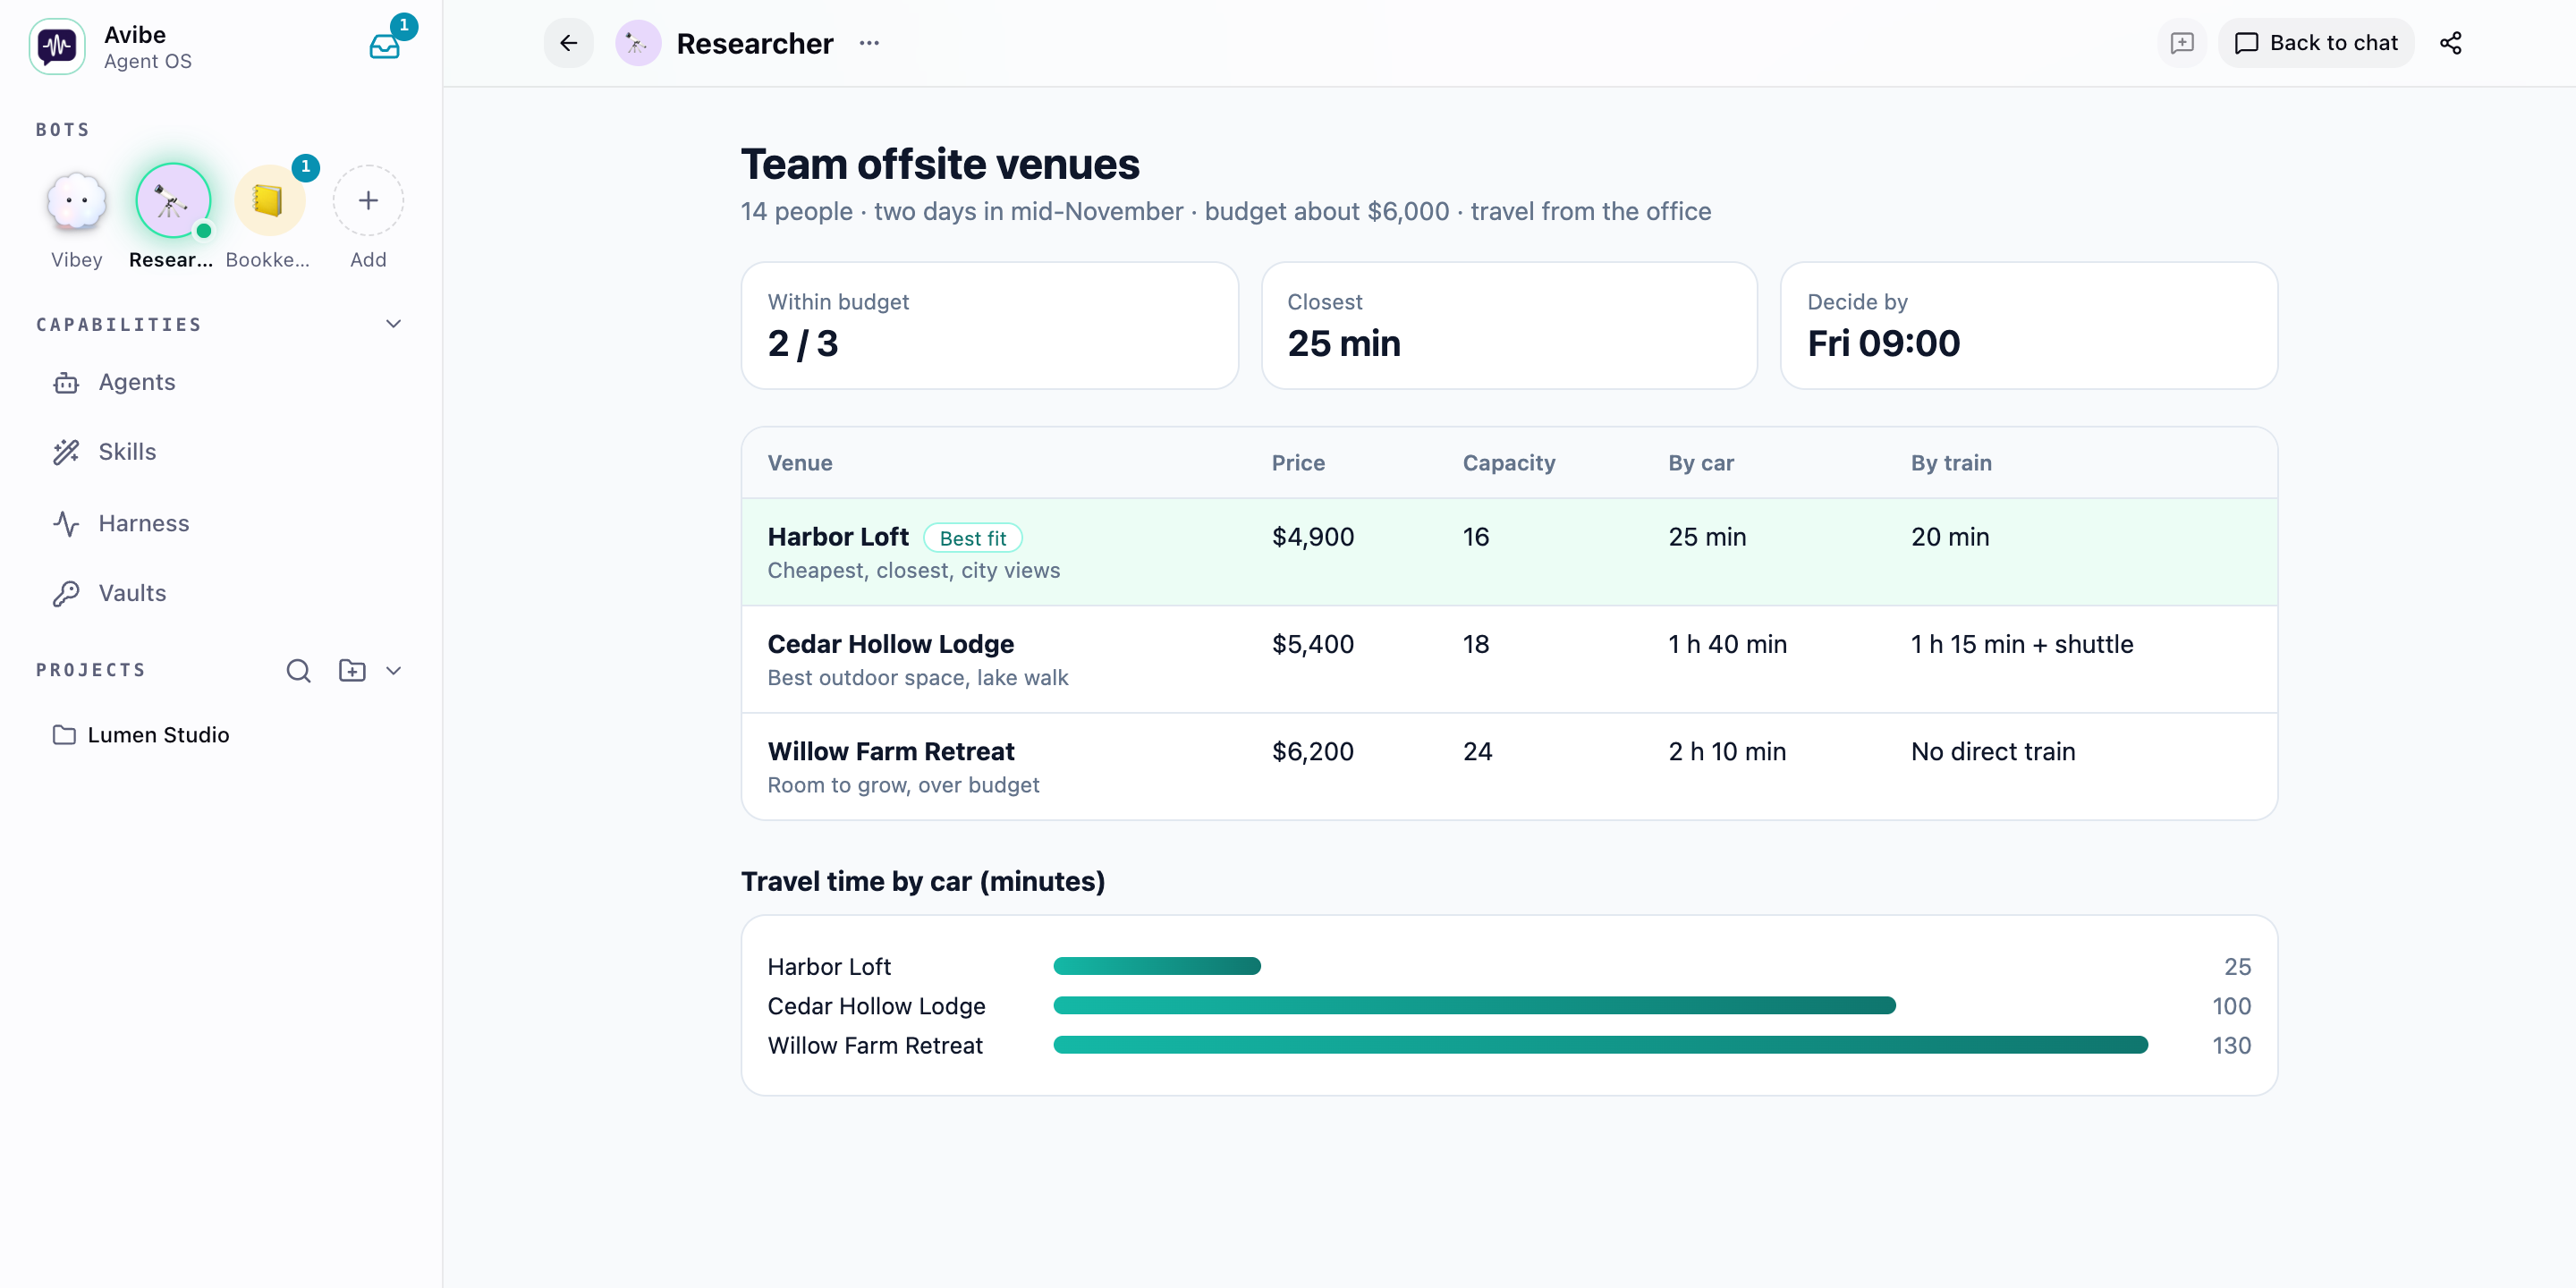 Avibe
Agent OS
1
BOTS
1
Vibey
Resear...
Bookke...
Add
CAPABILITIES
Agents
Skills
Harness
Vaults
PROJECTS
Lumen Studio
Researcher
Back to chat
Team offsite venues
14 people · two days in mid-November · budget about $6,000 · travel from the office
Within budget
2 / 3
Closest
25 min
Decide by
Fri 09:00
Venue Price Capacity By car By train
Harbor Loft Best fit $4,900 16 25 min 20 min
Cheapest, closest, city views
Cedar Hollow Lodge $5,400 18 1 h 40 min 1 h 15 min + shuttle
Best outdoor space, lake walk
Willow Farm Retreat $6,200 24 2 h 10 min No direct train
Room to grow, over budget
Travel time by car (minutes)
Harbor Loft 25
Cedar Hollow Lodge 100
Willow Farm Retreat 130